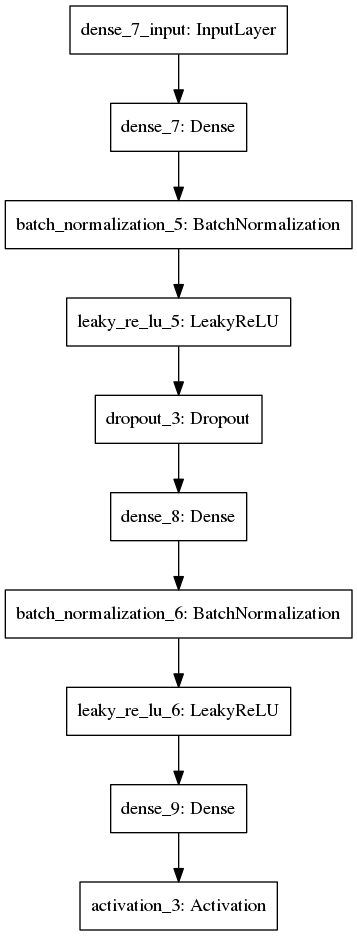 dense_7_input: InputLayer
dense_7: Dense
batch_normalization_5: BatchNormalization
leaky_re_lu_5: LeakyReLU
dropout_3: Dropout
dense_8: Dense
batch_normalization_6: BatchNormalization
leaky_re_lu_6: LeakyReLU
dense_9: Dense
activation_3: Activation